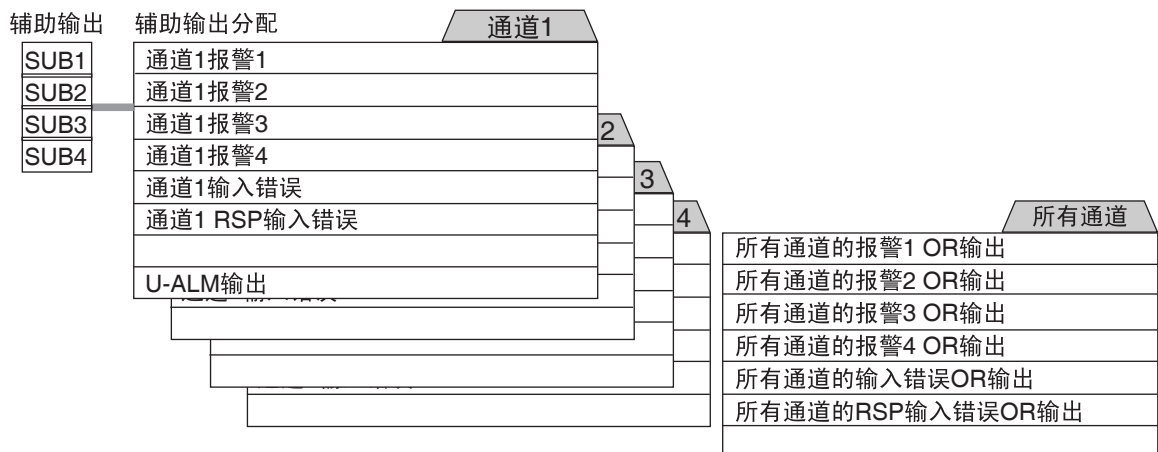 辅助输出
辅助输出分配
通道1
SUB1
SUB2
SUB3
SUB4
通道1报警1
通道1报警2
通道1报警3
通道1报警4
通道1输入错误
通道1 RSP输入错误
U-ALM输出
2
3
4
所有通道
所有通道的报警1 OR输出
所有通道的报警2 OR输出
所有通道的报警3 OR输出
所有通道的报警4 OR输出
所有通道的输入错误OR输出
所有通道的RSP输入错误OR输出